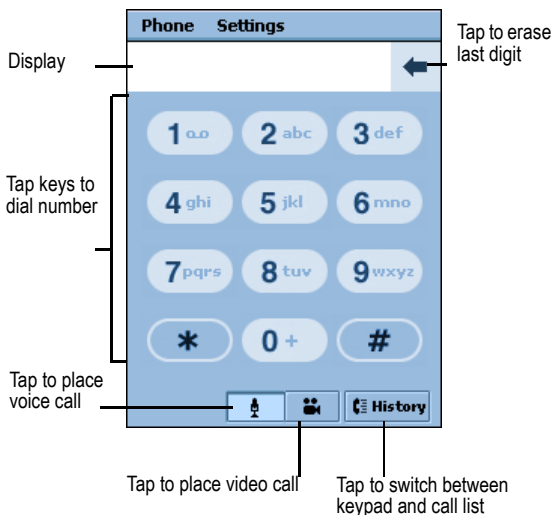 Phone Settings
Tap to erase
last digit
Display
1
2 abc
3 def
Tap keys to
dial number
4 ghi
5 jkl
6 mno
7 pqrs
8 tuv
9 wxyz
*
0 +
#
Tap to place
voice call
History
Tap to place video call
Tap to switch between
keypad and call list